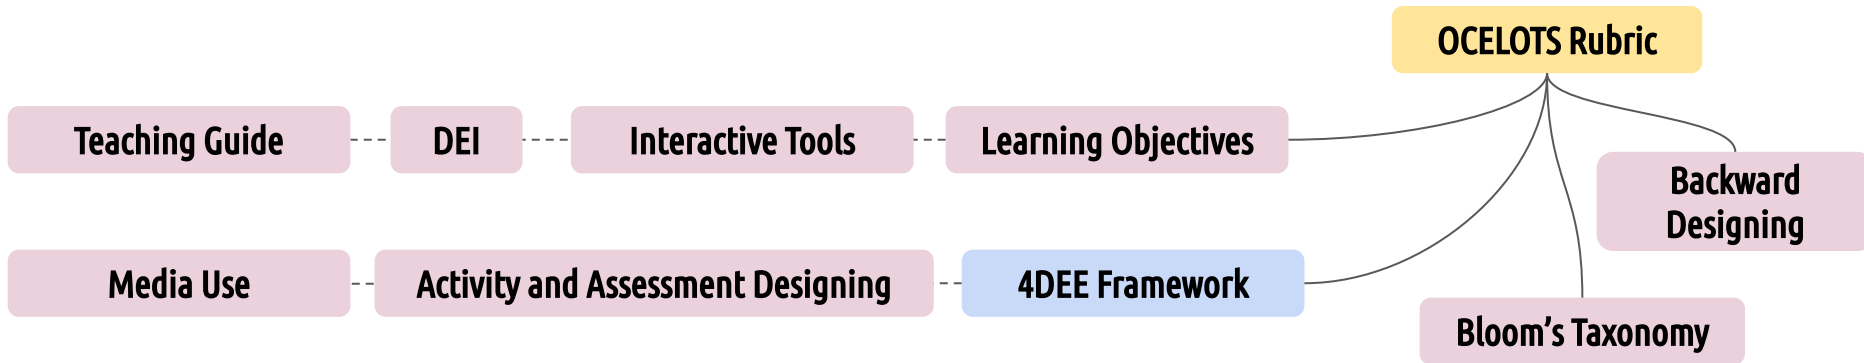 OCELOTS Rubric
Teaching Guide
DEI
Interactive Tools
Learning Objectives
Backward
Designing
Media Use
Activity and Assessment Designing
4DEE Framework
Bloom’s Taxonomy